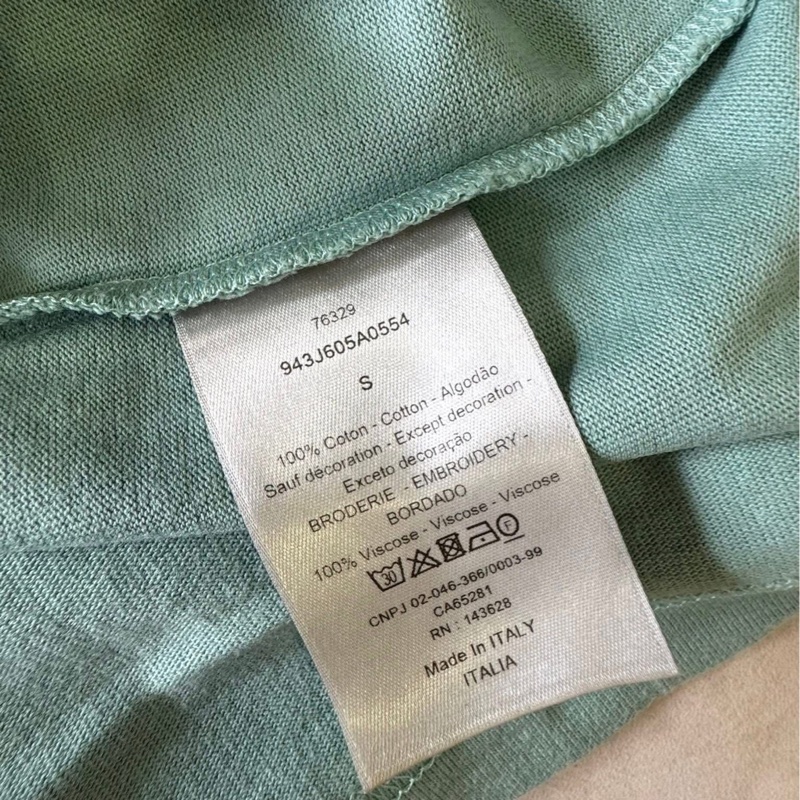 76329
943J605A0554
S
100% Coton - Cotton - Algodão
Sauf décoration - Except decoration -
Exceto decoração
BRODERIE - EMBROIDERY -
BORDADO
100% Viscose - Viscose - Viscose
30 F
CNPJ 02-046-366/0003-99
CA65281
RN : 143628
Made In ITALY
ITALIA